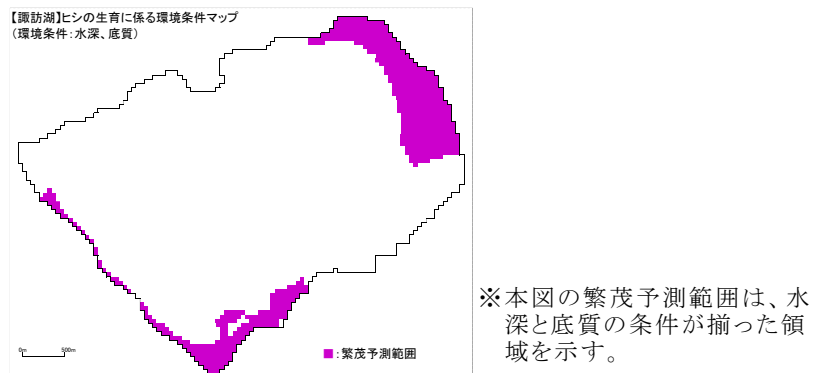 【諏訪湖】ヒシの生育に係る環境条件マップ
（環境条件：水深、底質）
0m 500m
■：繁茂予測範囲
※本図の繁茂予測範囲は、水
深と底質の条件が揃った領
域を示す。